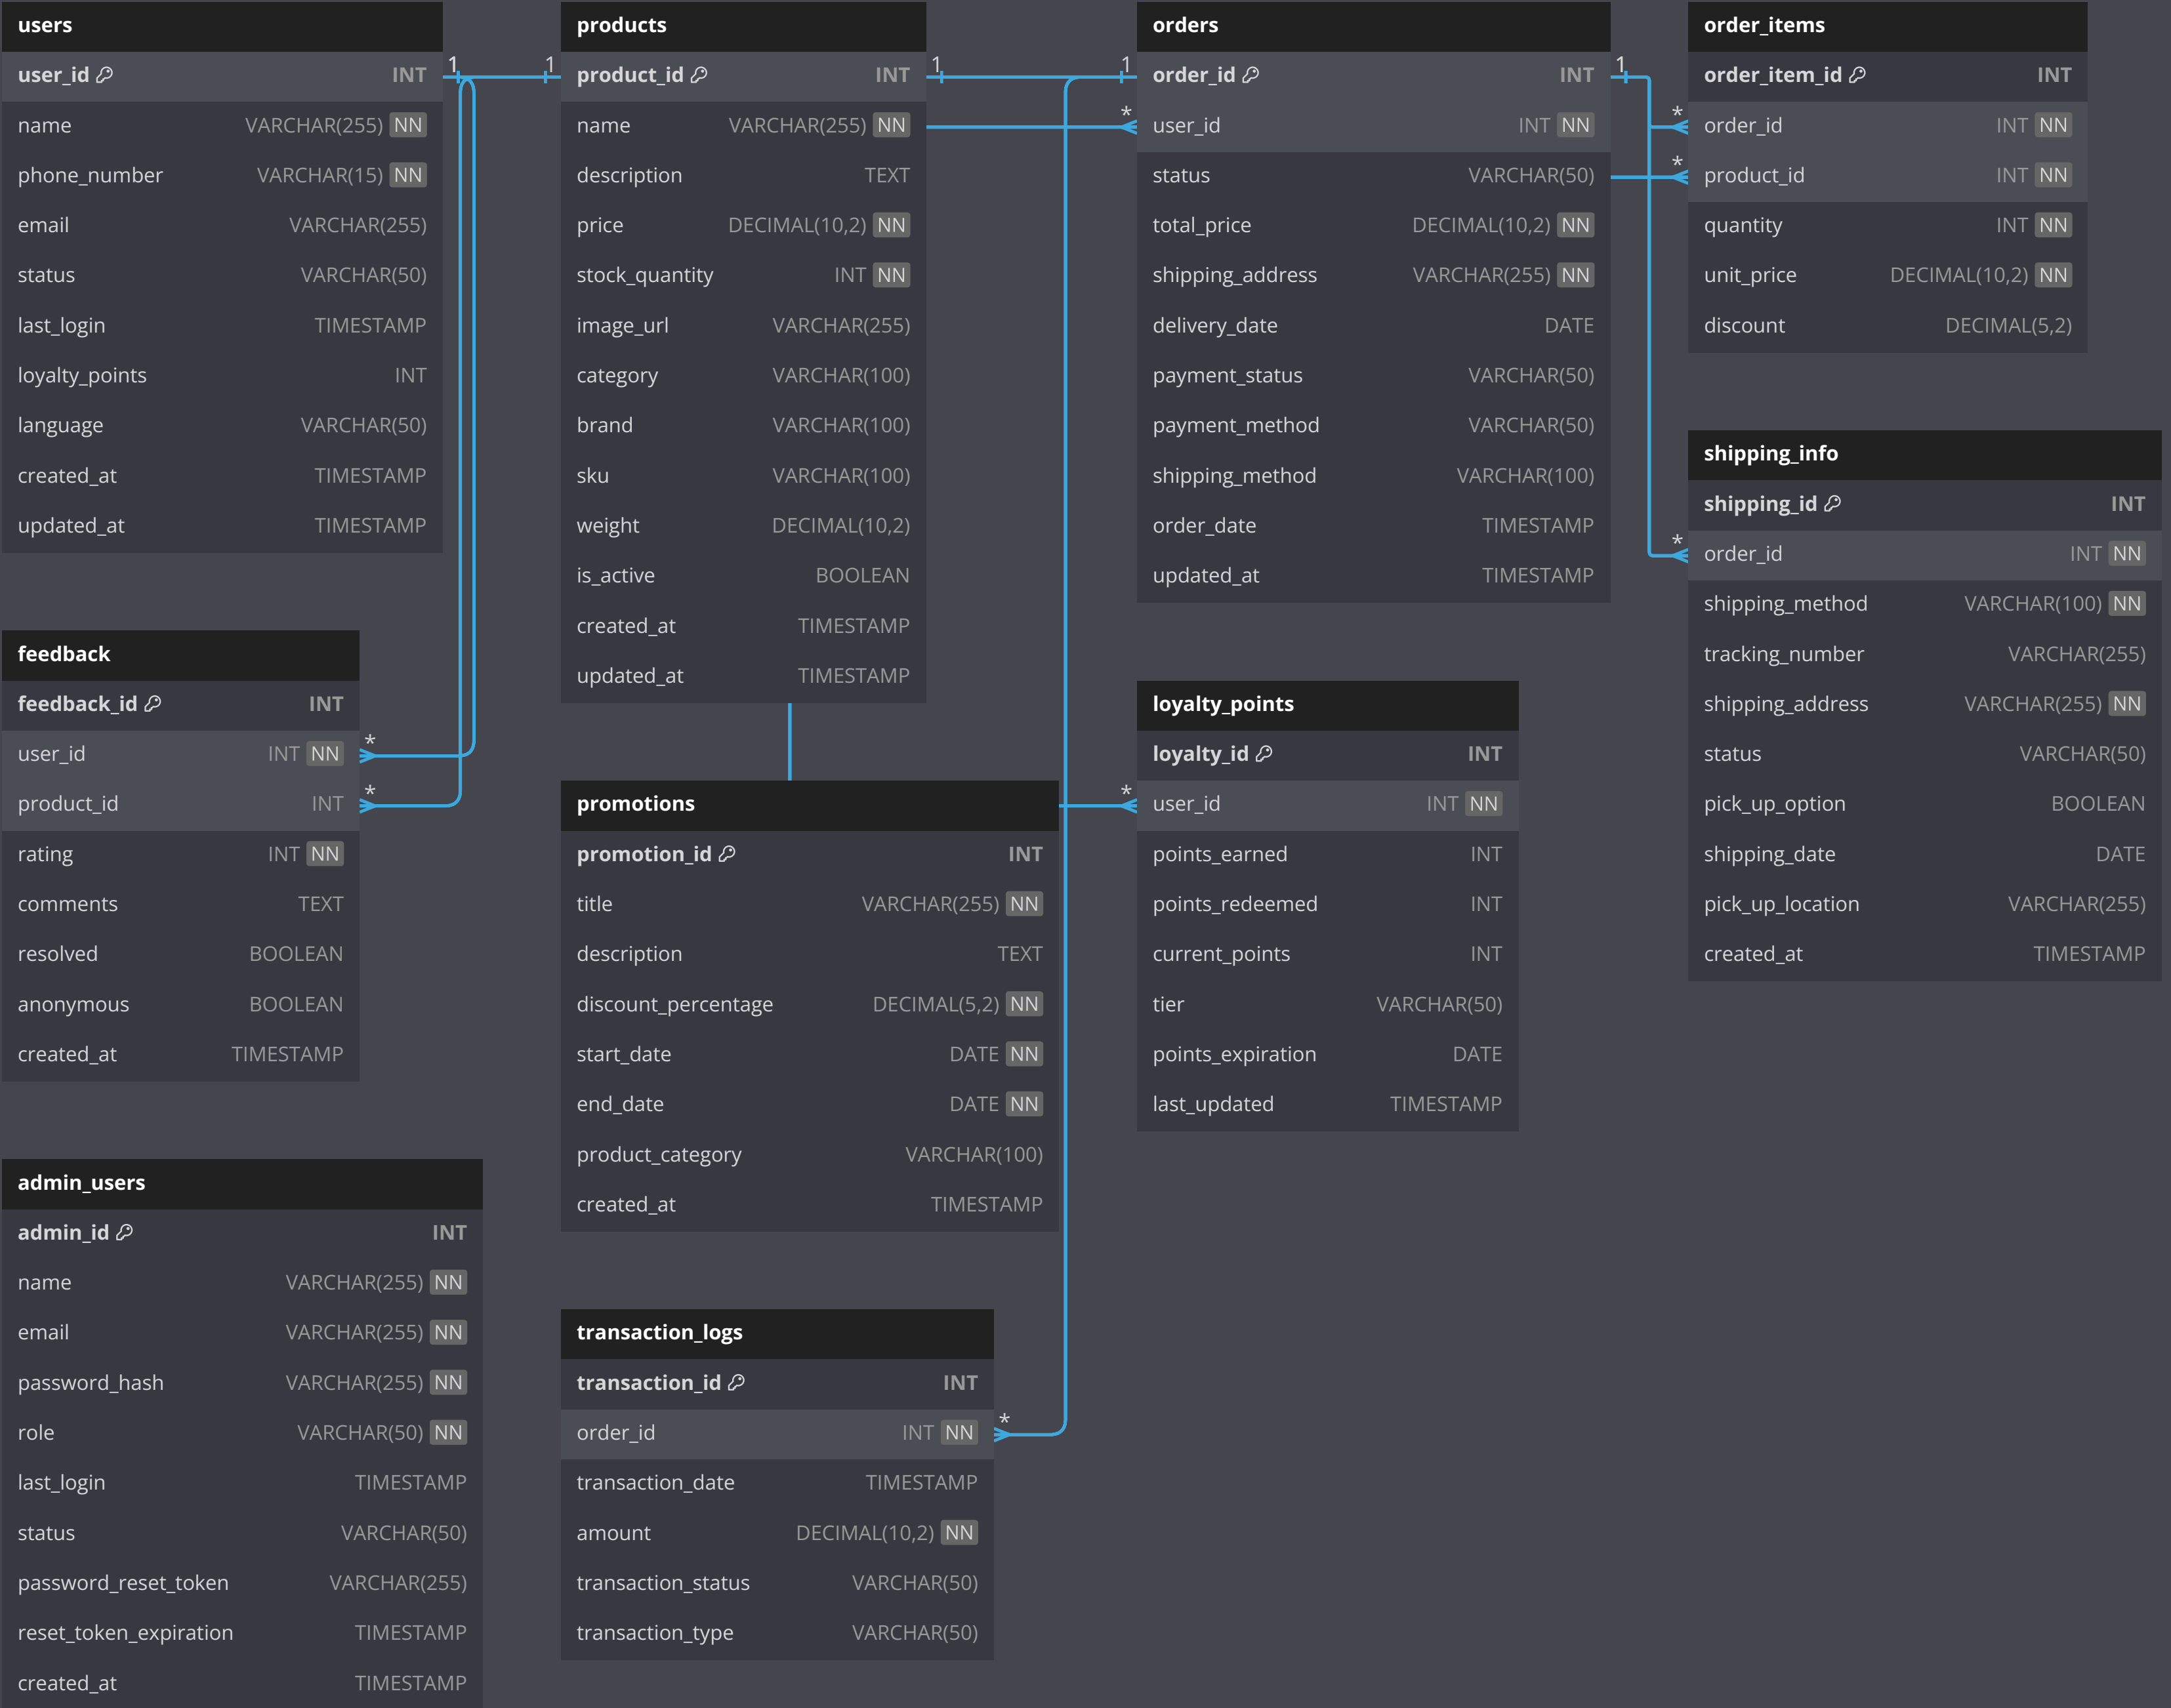 users
user_id INT
name VARCHAR(255) NN
phone_number VARCHAR(15) NN
email VARCHAR(255)
status VARCHAR(50)
last_login TIMESTAMP
loyalty_points INT
language VARCHAR(50)
created_at TIMESTAMP
updated_at TIMESTAMP
1
1
products
product_id INT
name VARCHAR(255) NN
description TEXT
price DECIMAL(10,2) NN
stock_quantity INT NN
image_url VARCHAR(255)
category VARCHAR(100)
brand VARCHAR(100)
sku VARCHAR(100)
weight DECIMAL(10,2)
is_active BOOLEAN
created_at TIMESTAMP
updated_at TIMESTAMP
1
1
*
orders
order_id INT
user_id INT NN
status VARCHAR(50)
total_price DECIMAL(10,2) NN
shipping_address VARCHAR(255) NN
delivery_date DATE
payment_status VARCHAR(50)
payment_method VARCHAR(50)
shipping_method VARCHAR(100)
order_date TIMESTAMP
updated_at TIMESTAMP
1
*
*
order_items
order_item_id INT
order_id INT NN
product_id INT NN
quantity INT NN
unit_price DECIMAL(10,2) NN
discount DECIMAL(5,2)
*
shipping_info
shipping_id INT
order_id INT NN
shipping_method VARCHAR(100) NN
tracking_number VARCHAR(255)
shipping_address VARCHAR(255) NN
status VARCHAR(50)
pick_up_option BOOLEAN
shipping_date DATE
pick_up_location VARCHAR(255)
created_at TIMESTAMP
feedback
feedback_id INT
user_id INT NN *
product_id INT *
rating INT NN
comments TEXT
resolved BOOLEAN
anonymous BOOLEAN
created_at TIMESTAMP
promotions
promotion_id INT
title VARCHAR(255) NN
description TEXT
discount_percentage DECIMAL(5,2) NN
start_date DATE NN
end_date DATE NN
product_category VARCHAR(100)
created_at TIMESTAMP
*
loyalty_points
loyalty_id INT
user_id INT NN
points_earned INT
points_redeemed INT
current_points INT
tier VARCHAR(50)
points_expiration DATE
last_updated TIMESTAMP
admin_users
admin_id INT
name VARCHAR(255) NN
email VARCHAR(255) NN
password_hash VARCHAR(255) NN
role VARCHAR(50) NN
last_login TIMESTAMP
status VARCHAR(50)
password_reset_token VARCHAR(255)
reset_token_expiration TIMESTAMP
created_at TIMESTAMP
transaction_logs
transaction_id INT
order_id INT NN *
transaction_date TIMESTAMP
amount DECIMAL(10,2) NN
transaction_status VARCHAR(50)
transaction_type VARCHAR(50)